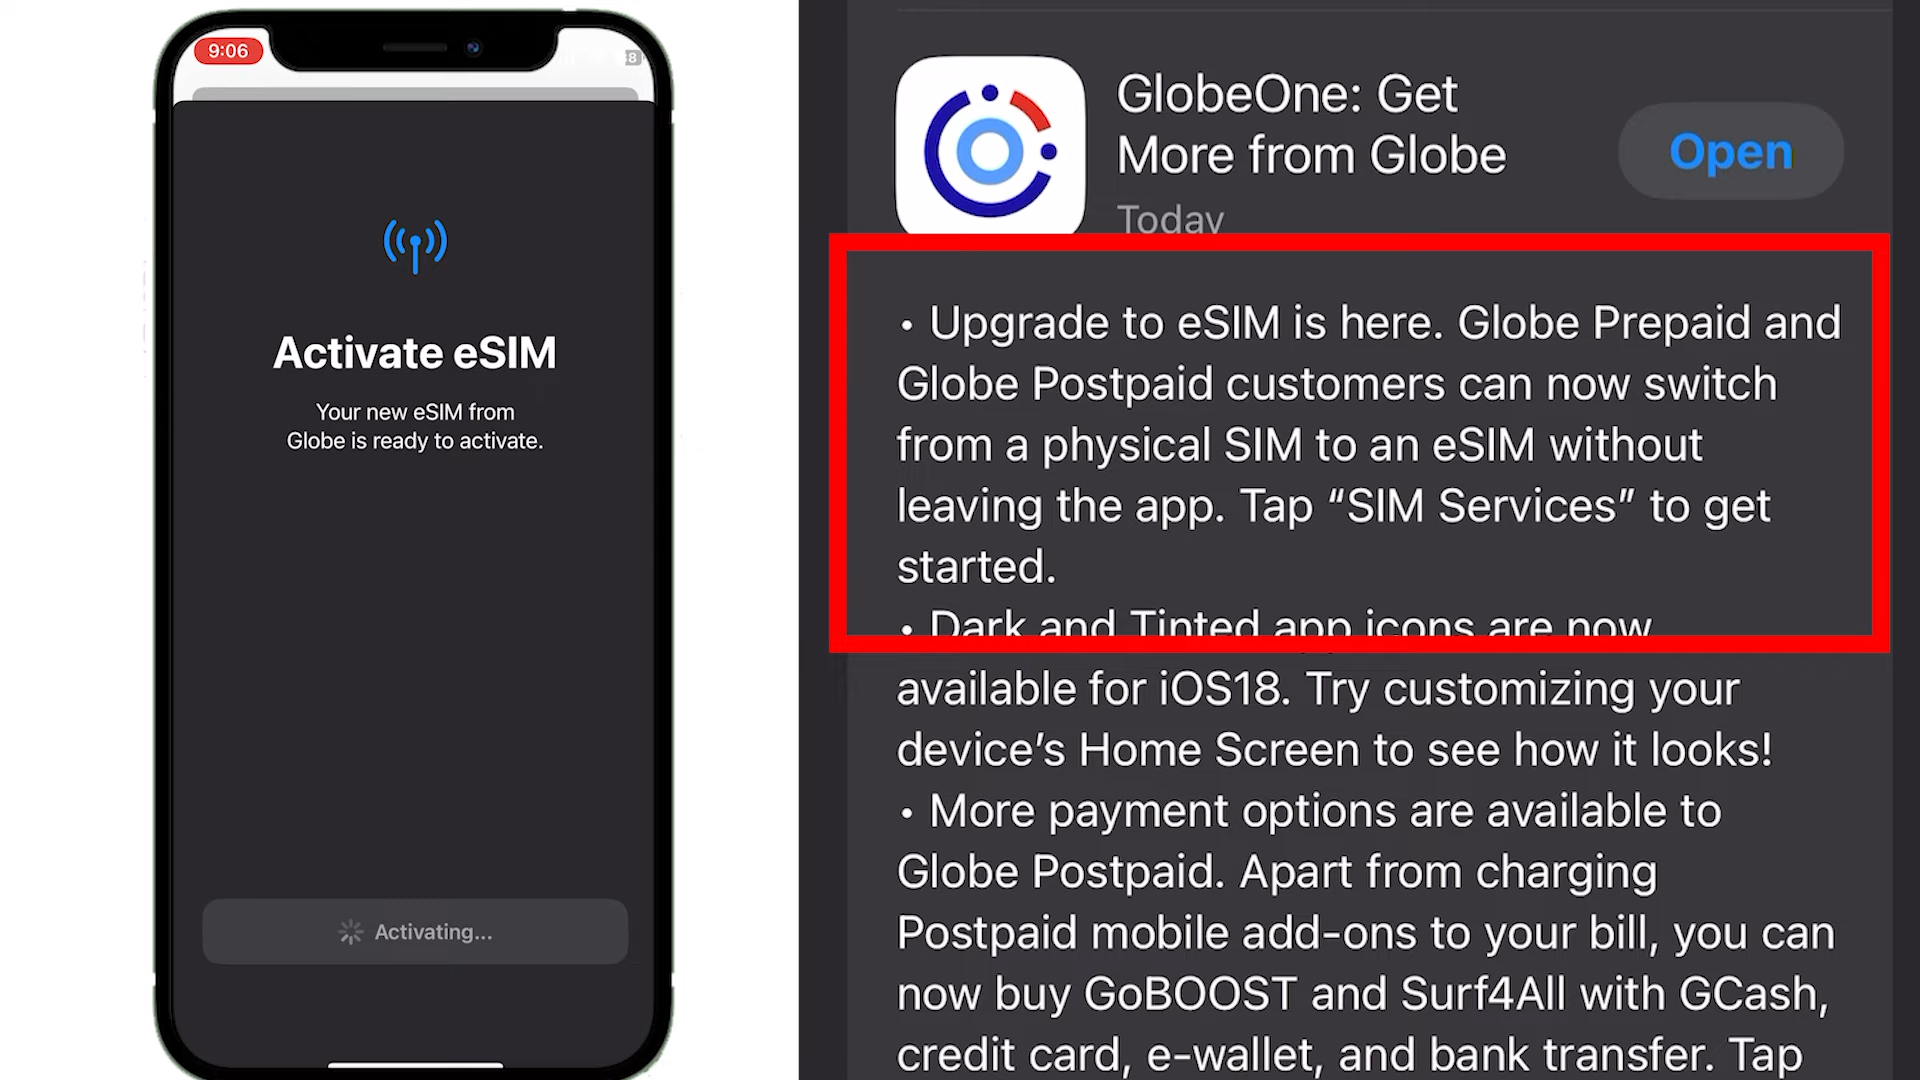 9:06
Activate eSIM
Your new eSIM from
Globe is ready to activate.
Activating...
GlobeOne: Get
More from Globe
Today
Open
• Upgrade to eSIM is here. Globe Prepaid and
Globe Postpaid customers can now switch
from a physical SIM to an eSIM without
leaving the app. Tap “SIM Services” to get
started.
• Dark and Tinted app icons are now
available for iOS18. Try customizing your
device’s Home Screen to see how it looks!
• More payment options are available to
Globe Postpaid. Apart from charging
Postpaid mobile add-ons to your bill, you can
now buy GoBOOST and Surf4All with GCash,
credit card, e-wallet, and bank transfer. Tap